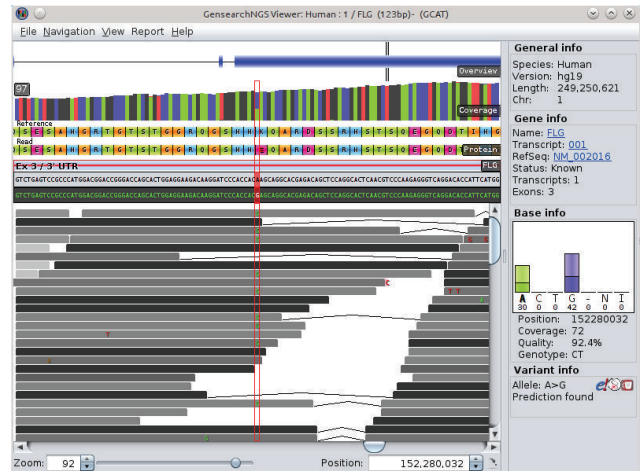 GensearchNGS Viewer: Human : 1 / FLG (123bp)- (GCAT)
File Navigation View Report Help
Overview
97
Coverage
Reference
Read
Protein
Ex 3 / 3' UTR
FLG
Zoom: 92
Position: 152,280,032
General info
Species: Human
Version: hg19
Length: 249,250,621
Chr: 1
Gene info
Name: FLG
Transcript: 001
RefSeq: NM_002016
Status: Known
Transcripts: 1
Exons: 3
Base info
A C T G - N I
30 0 0 42 0 0 0
Position: 152280032
Coverage: 72
Quality: 92.4%
Genotype: CT
Variant info
Allele: A>G
Prediction found